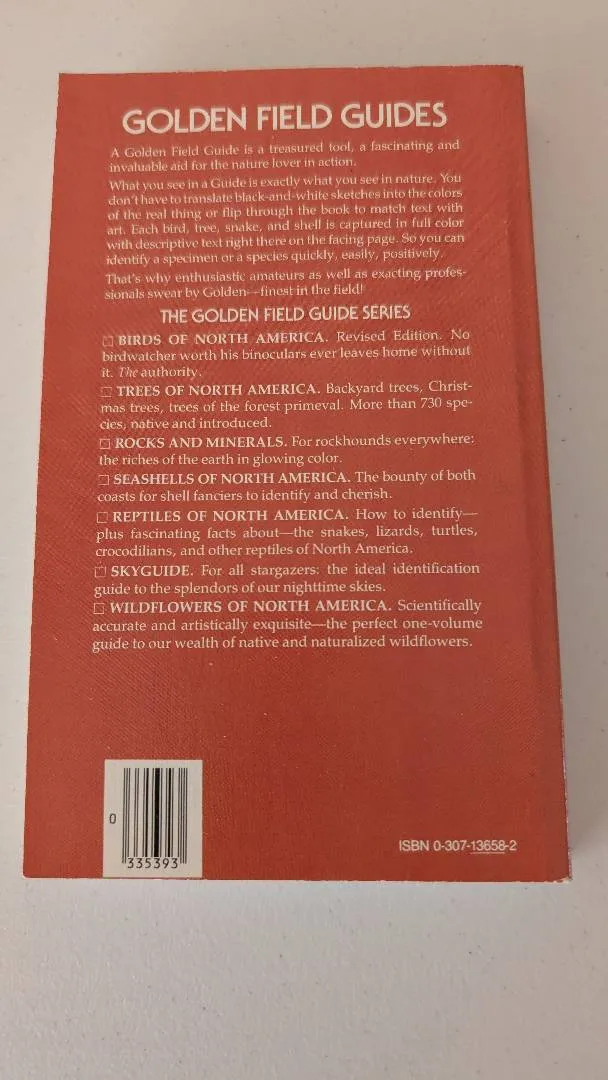 GOLDEN FIELD GUIDES
A Golden Field Guide is a treasured tool, a fascinating and
invaluable aid for the nature lover in action.
What you see in a Guide is exactly what you see in nature. You
don't have to translate black-and-white sketches into the colors
of the real thing or flip through the book to match text with
art. Each bird, tree, snake, and shell is captured in full color
with descriptive text right there on the facing page. So you can
identify a specimen or a species quickly, easily, positively.
That's why enthusiastic amateurs as well as exacting profes-
sionals swear by Golden—finest in the field!
THE GOLDEN FIELD GUIDE SERIES
BIRDS OF NORTH AMERICA. Revised Edition. No
birdwatcher worth his binoculars ever leaves home without
it. The authority.
TREES OF NORTH AMERICA. Backyard trees, Christ-
mas trees, trees of the forest primeval. More than 730 spe-
cies, native and introduced.
ROCKS AND MINERALS. For rockhounds everywhere:
the riches of the earth in glowing color.
SEASHELLS OF NORTH AMERICA. The bounty of both
coasts for shell fanciers to identify and cherish.
REPTILES OF NORTH AMERICA. How to identify—
plus fascinating facts about—the snakes, lizards, turtles,
crocodilians, and other reptiles of North America.
SKYGUIDE. For all stargazers: the ideal identification
guide to the splendors of our nighttime skies.
WILDFLOWERS OF NORTH AMERICA. Scientifically
accurate and artistically exquisite—the perfect one-volume
guide to our wealth of native and naturalized wildflowers.
0
335393
ISBN 0-307-13658-2